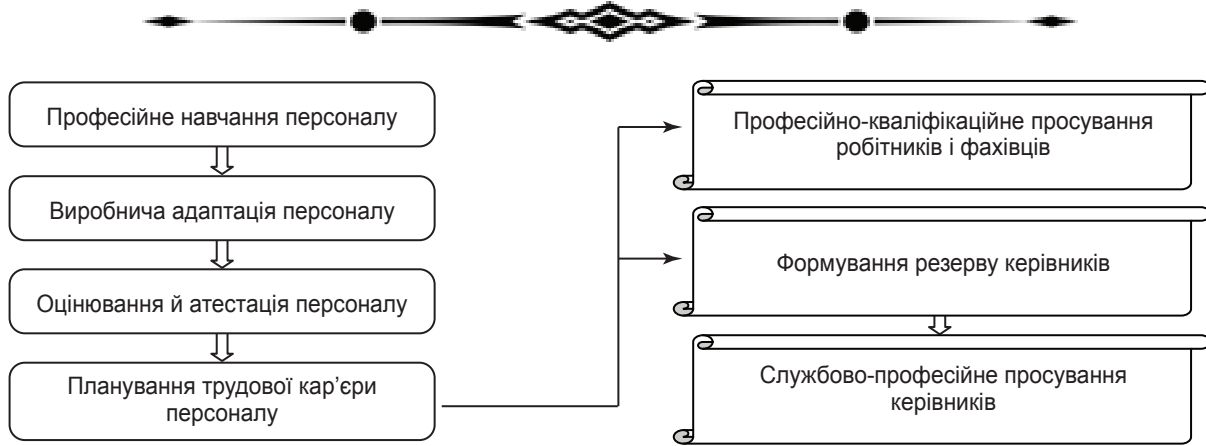 Професійне навчання персоналу
Виробнича адаптація персоналу
Оцінювання й атестація персоналу
Планування трудової кар’єри
персоналу
Професійно-кваліфікаційне просування
робітників і фахівців
Формування резерву керівників
Службово-професійне просування
керівників